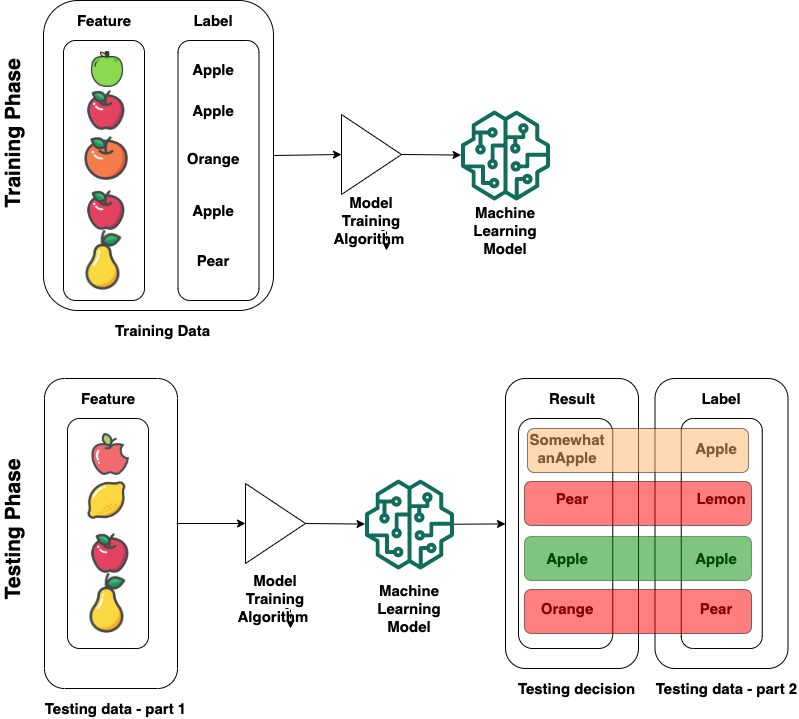 Training Phase
Feature
Label
Apple
Apple
Orange
Apple
Pear
Training Data
Model
Training
Algorithm
Machine
Learning
Model
Testing Phase
Feature
Testing data - part 1
Model
Training
Algorithm
Machine
Learning
Model
Result
Label
Somewhat
anApple
Apple
Pear
Lemon
Apple
Apple
Orange
Pear
Testing decision
Testing data - part 2